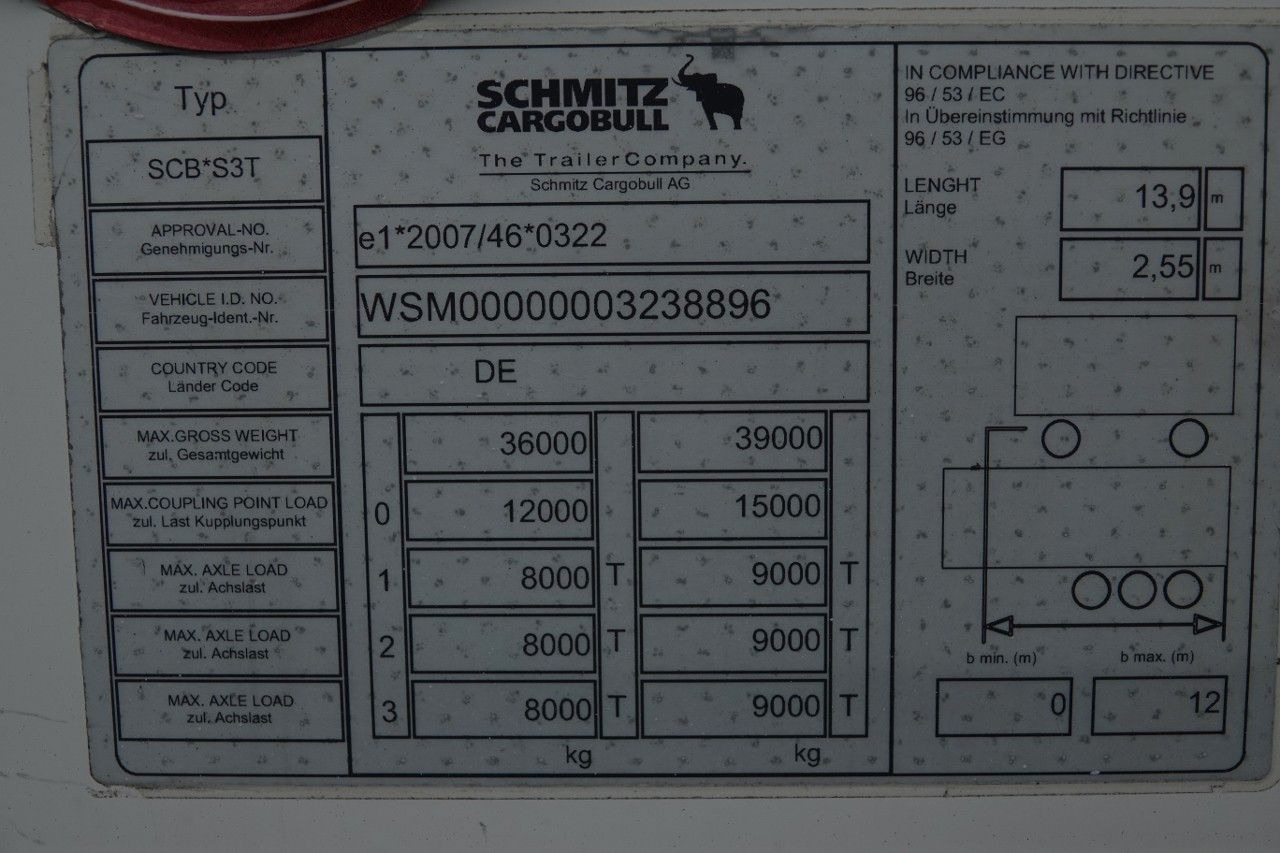 Typ
SCB*S3T
APPROVAL-NO.
Genehmigungs-Nr.
VEHICLE I.D. NO.
Fahrzeug-Ident.-Nr.
COUNTRY CODE
Länder Code
MAX.GROSS WEIGHT
zul. Gesamtgewicht
MAX.COUPLING POINT LOAD
zul. Last Kupplungspunkt
MAX. AXLE LOAD
zul. Achslast
MAX. AXLE LOAD
zul. Achslast
MAX. AXLE LOAD
zul. Achslast
SCHMITZ
CARGOBULL
The Trailer Company.
Schmitz Cargobull AG
e1*2007/46*0322
WSM00000003238896
DE
36000 39000
0 12000 15000
1 8000 T 9000 T
2 8000 T 9000 T
3 8000 T 9000 T
kg kg
IN COMPLIANCE WITH DIRECTIVE
96 / 53 / EC
In Übereinstimmung mit Richtlinie
96 / 53 / EG
LENGHT
Länge
13,9 m
WIDTH
Breite
2,55 m
b min. (m) b max. (m)
0 12